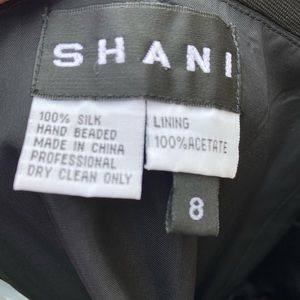 SHANI
100% SILK
HAND BEADED
MADE IN CHINA
PROFESSIONAL
DRY CLEAN ONLY
LINING
100% ACETATE
8